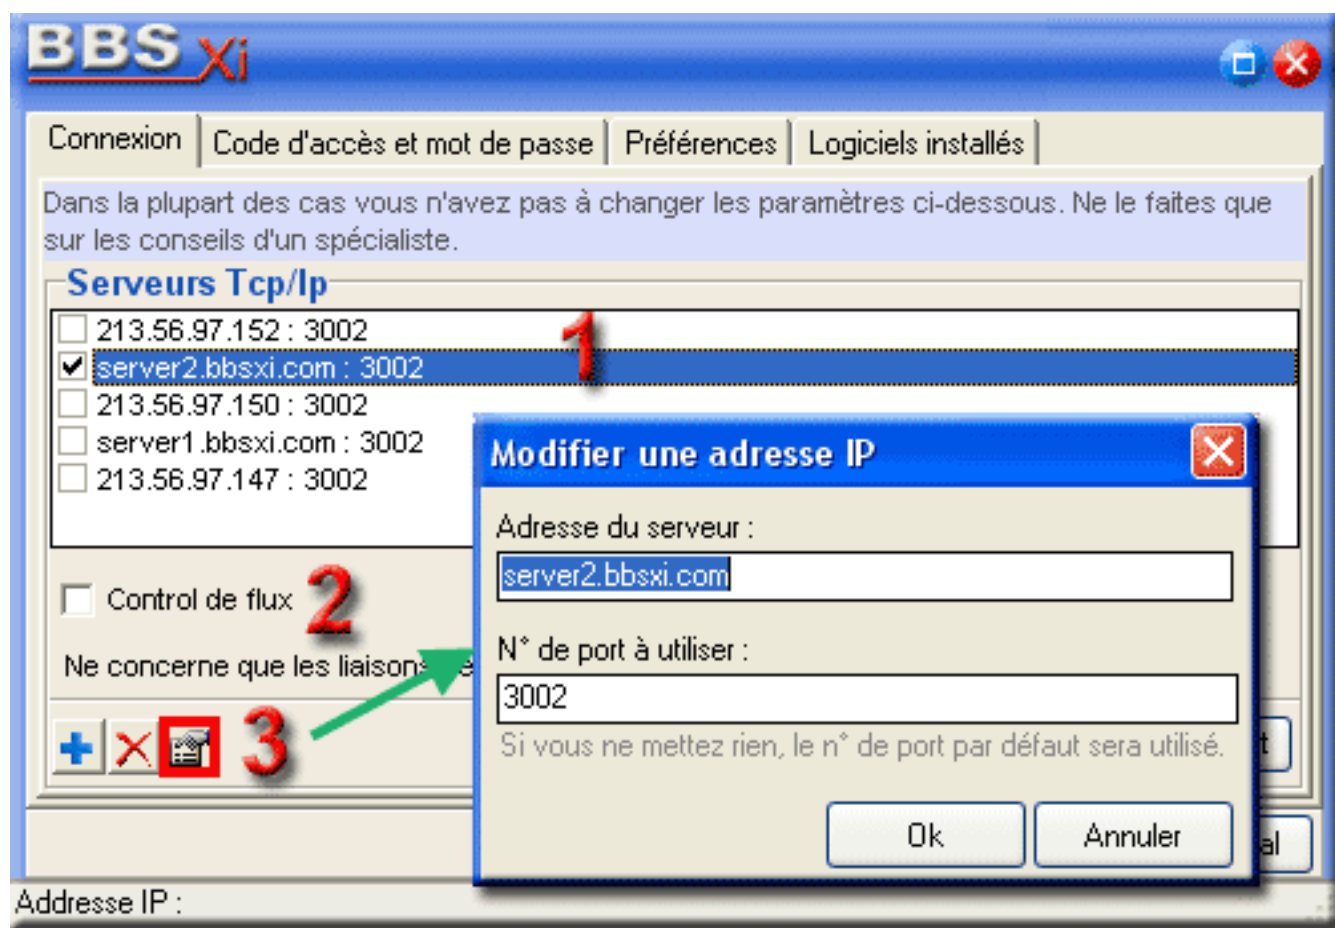 BBS Xi
Connexion
Code d'accès et mot de passe
Préférences
Logiciels installés
Dans la plupart des cas vous n'avez pas à changer les paramètres ci-dessous. Ne le faites que
sur les conseils d'un spécialiste.
Serveurs Tcp/Ip
213.56.97.152 : 3002
1
server2.bbsxi.com : 3002
213.56.97.150 : 3002
server1.bbsxi.com : 3002
213.56.97.147 : 3002
Modifier une adresse IP
Adresse du serveur :
server2.bbsxi.com
Control de flux
2
N° de port à utiliser :
Ne concerne que les liaisons
3002
3
Si vous ne mettez rien, le n° de port par défaut sera utilisé.
t
Ok
Annuler
al
Addresse IP :